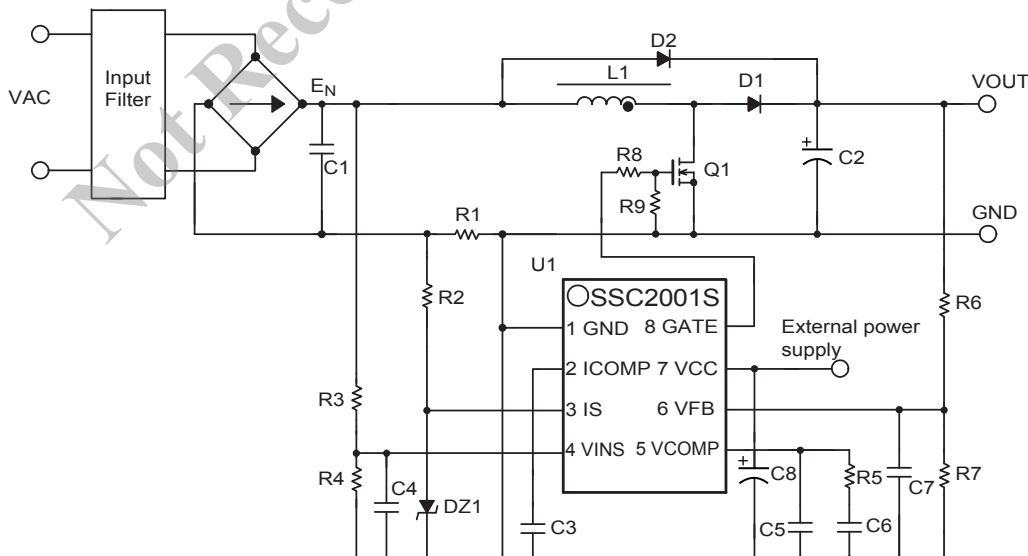 Not Reco
VAC
Input
Filter
EN
C1
D2
L1
D1
VOUT
C2
R8
Q1
R9
R1
GND
U1
R2
SSC2001S
1 GND
8 GATE
R6
External power
supply
2 ICOMP
7 VCC
R3
3 IS
6 VFB
4 VINS
5 VCOMP
R4
C4
DZ1
C3
C8
R5
C7
R7
C5
C6